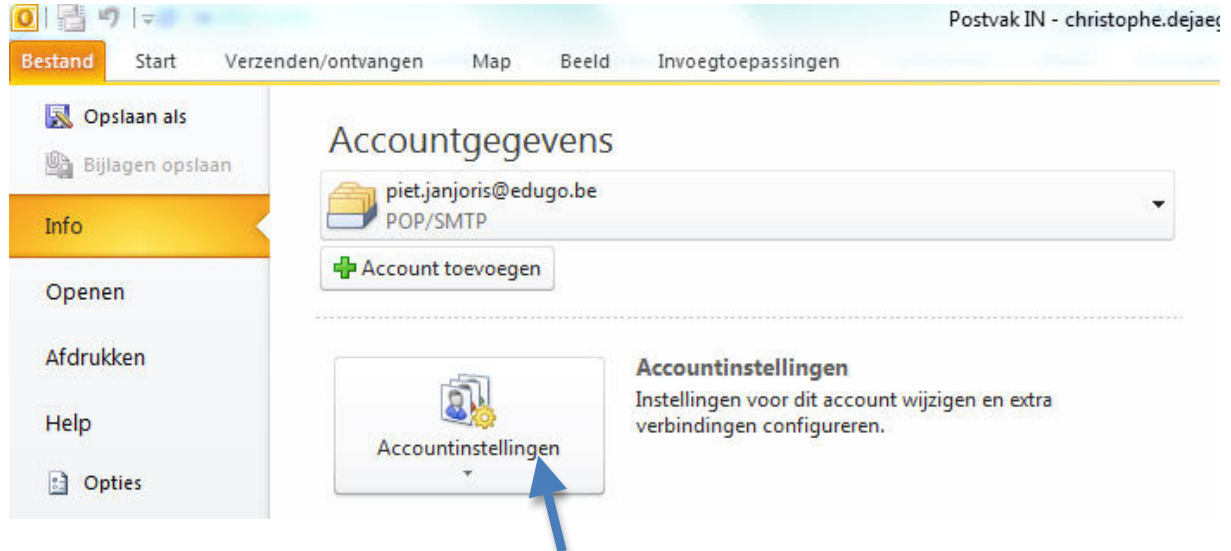 Postvak IN - christophe.dejaeg
Bestand Start Verzenden/ontvangen Map Beeld Invoegtoepassingen
Opslaan als
Bijlagen opslaan
Info
Openen
Afdrukken
Help
Opties
Accountgegevens
piet.janjoris@edugo.be
POP/SMTP
Account toevoegen
Accountinstellingen
Accountinstellingen
Instellingen voor dit account wijzigen en extra
verbindingen configureren.